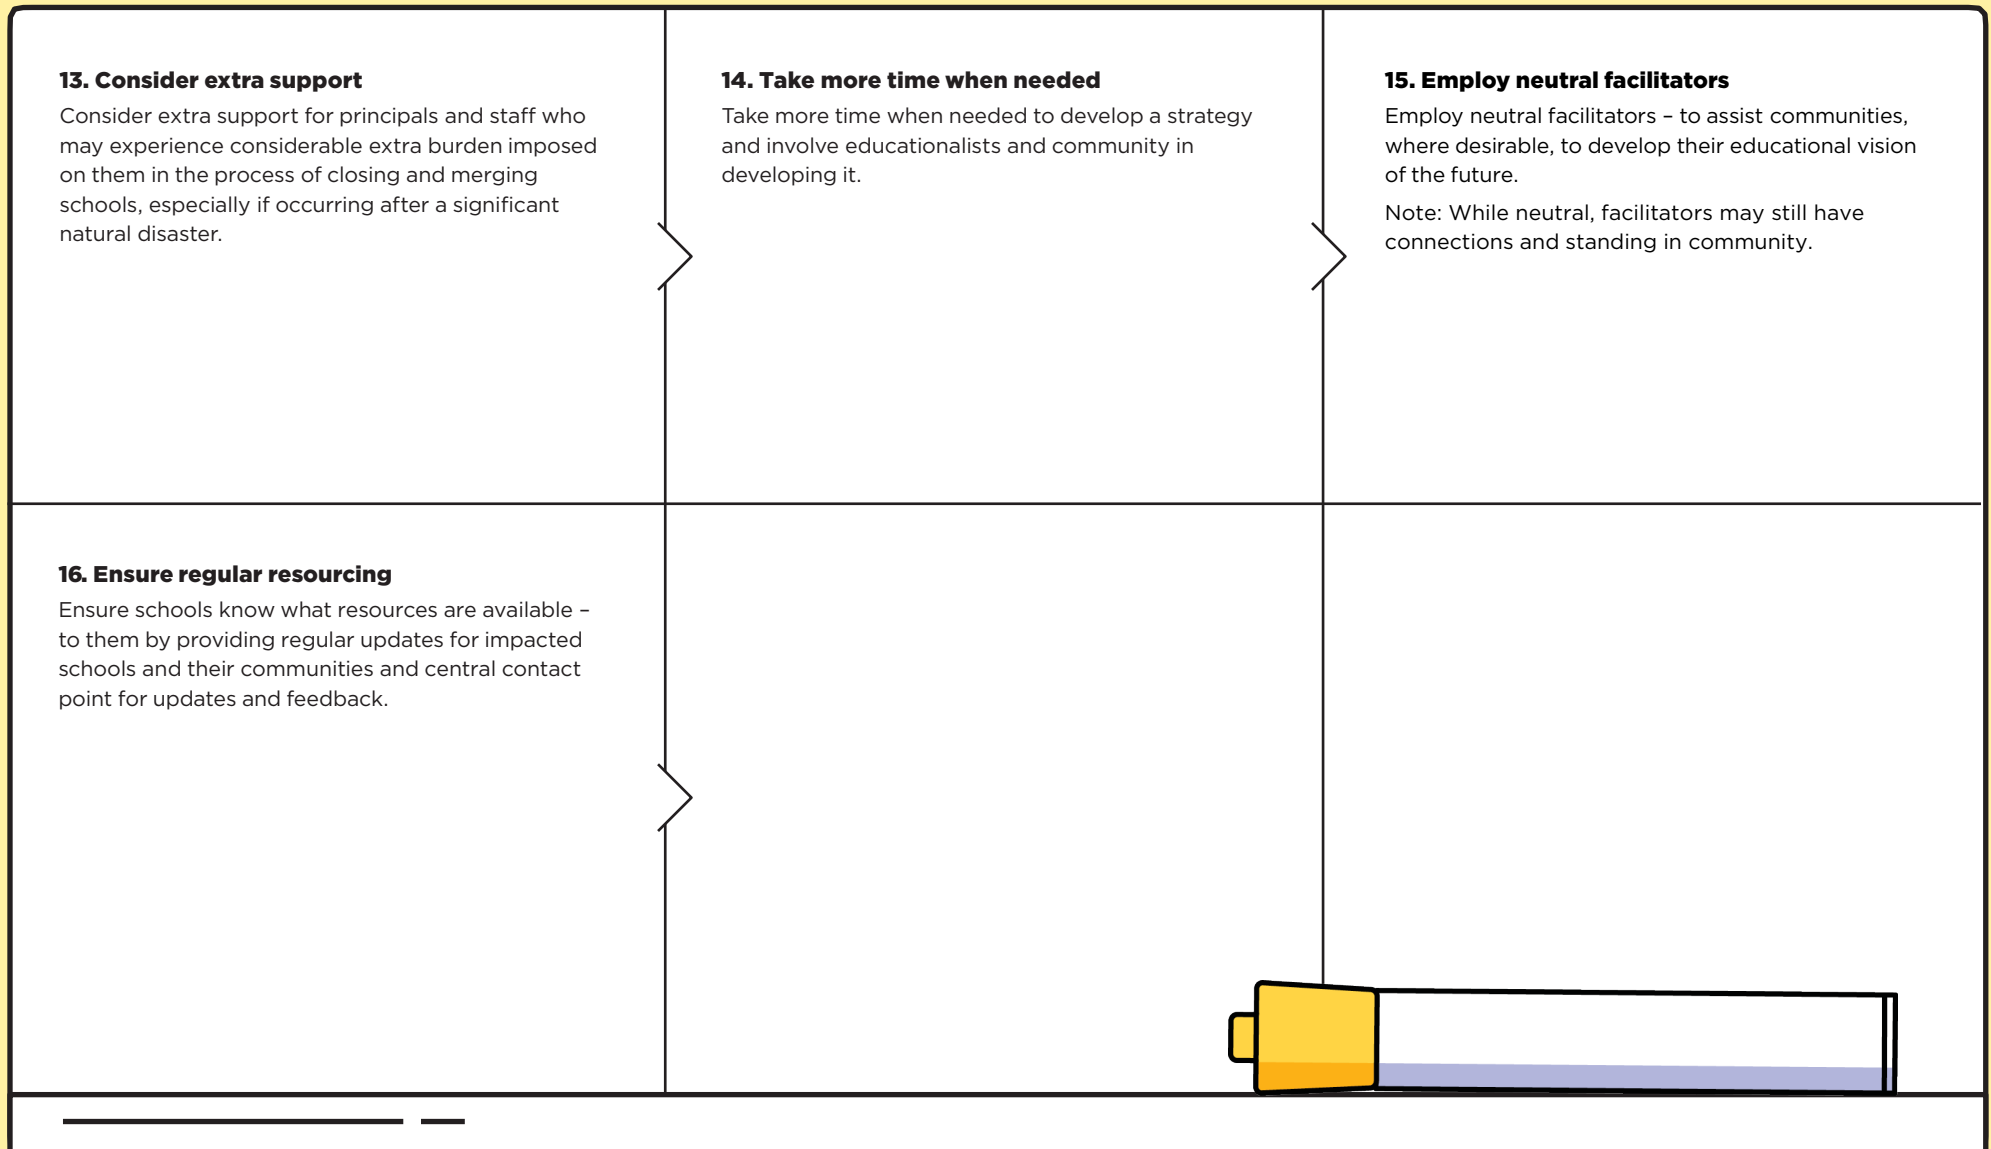 13. Consider extra support
Consider extra support for principals and staff who
may experience considerable extra burden imposed
on them in the process of closing and merging
schools, especially if occurring after a significant
natural disaster.
14. Take more time when needed
Take more time when needed to develop a strategy
and involve educationalists and community in
developing it.
15. Employ neutral facilitators
Employ neutral facilitators – to assist communities,
where desirable, to develop their educational vision
of the future.
Note: While neutral, facilitators may still have
connections and standing in community.
16. Ensure regular resourcing
Ensure schools know what resources are available –
to them by providing regular updates for impacted
schools and their communities and central contact
point for updates and feedback.